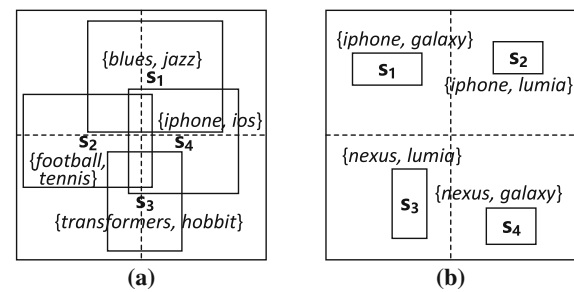 {blues, jazz}
s1
{iphone, ios}
s2
s4
{football,
tennis}
s3
{transformers, hobbit}
(a)
{iphone, galaxy}
s1
s2
{iphone, lumia}
{nexus, lumia}
{nexus, galaxy}
s3
s4
(b)